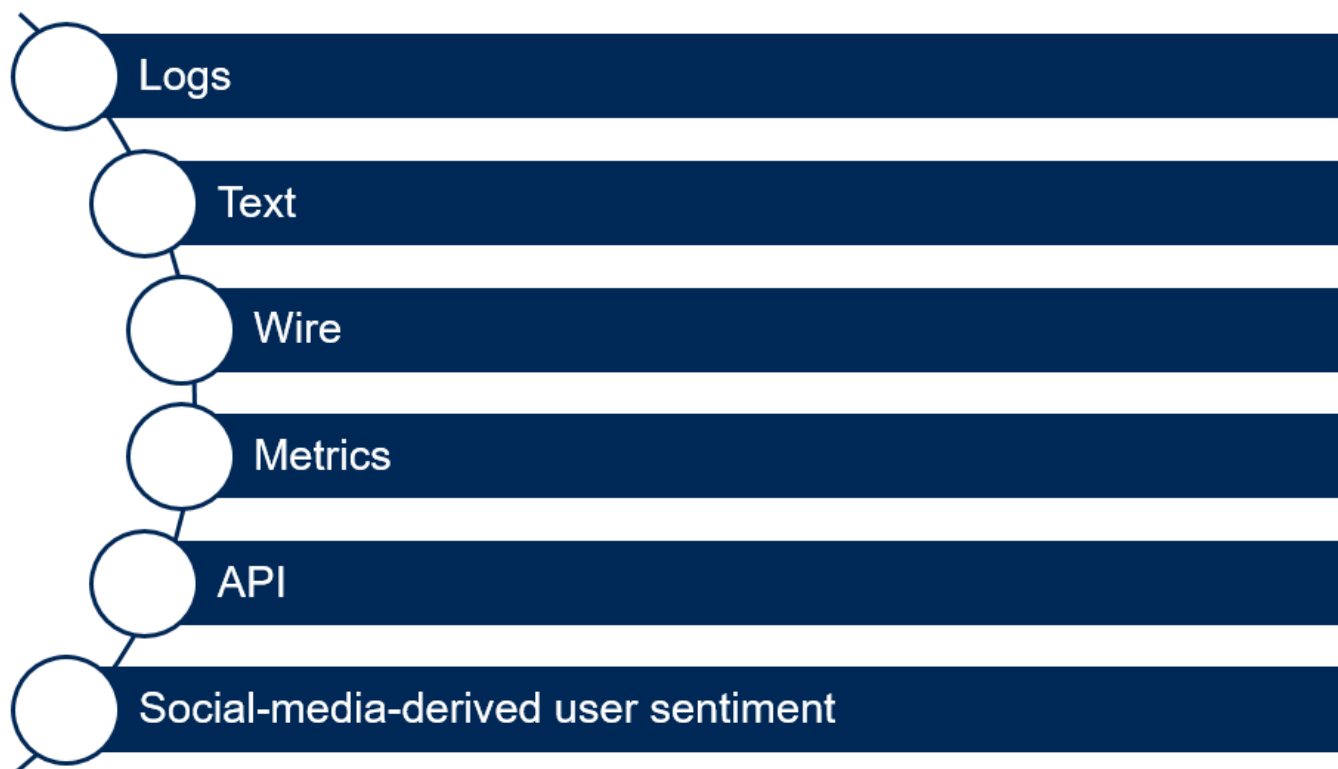 Logs
Text
Wire
Metrics
API
Social-media-derived user sentiment